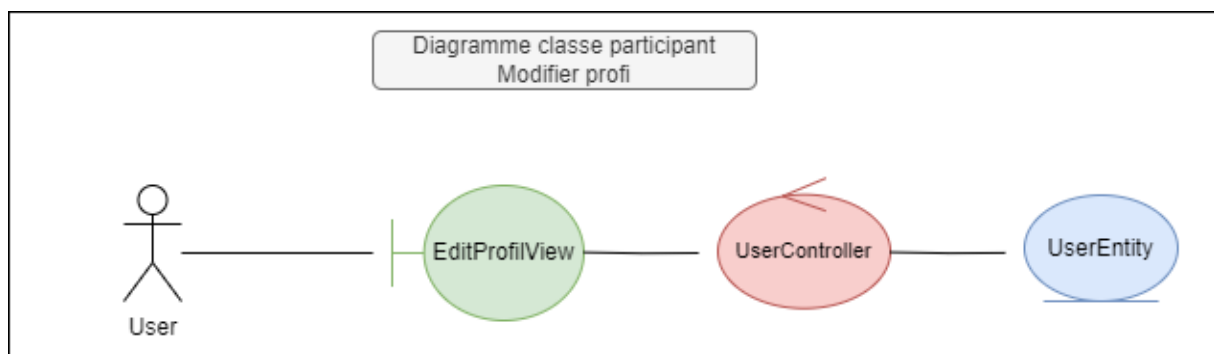 Diagramme classe participant
Modifier profi
EditProfilView
UserController
UserEntity
User